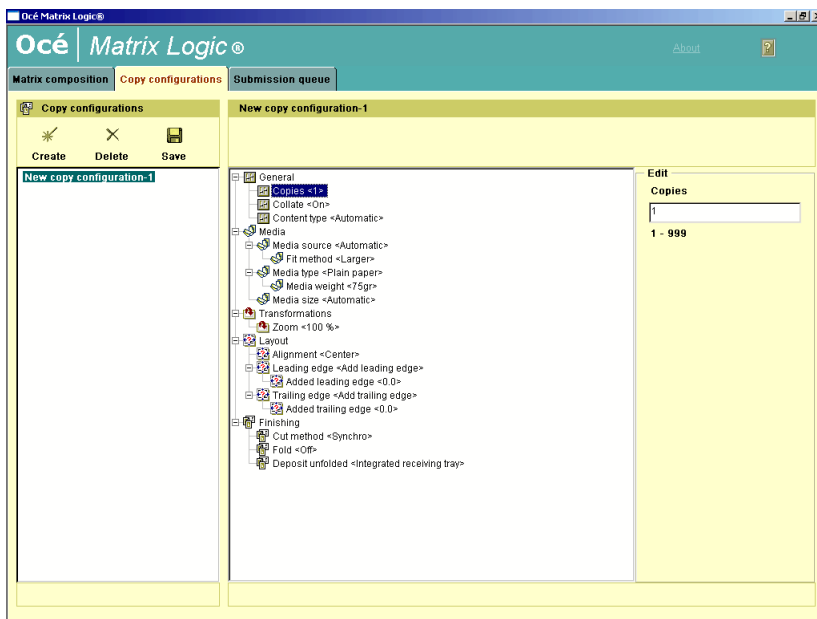 Océ Matrix Logic®
Océ Matrix Logic ®
About
?
Matrix composition Copy configurations Submission queue
Copy configurations
New copy configuration-1
Create Delete Save
New copy configuration-1
General
Copies <1>
Collate <On>
Content type <Automatic>
Media
Media source <Automatic>
Fit method <Larger>
Media type <Plain paper>
Media weight <75gr>
Media size <Automatic>
Transformations
Zoom <100 %>
Layout
Alignment <Center>
Leading edge <Add leading edge>
Added leading edge <0.0>
Trailing edge <Add trailing edge>
Added trailing edge <0.0>
Finishing
Cut method <Synchro>
Fold <Off>
Deposit unfolded <Integrated receiving tray>
Edit
Copies
1
1 - 999